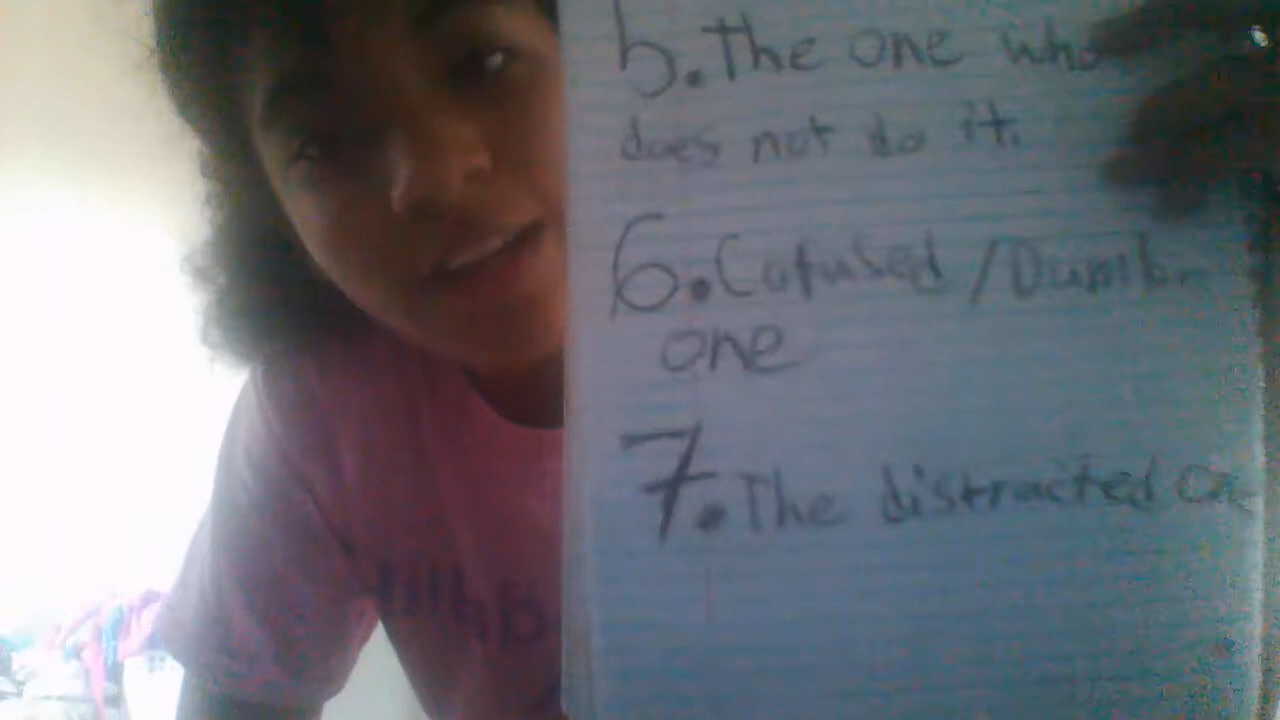 5. The one who
does not do it.
6. Cofused / Dumb
one
7. The distracted